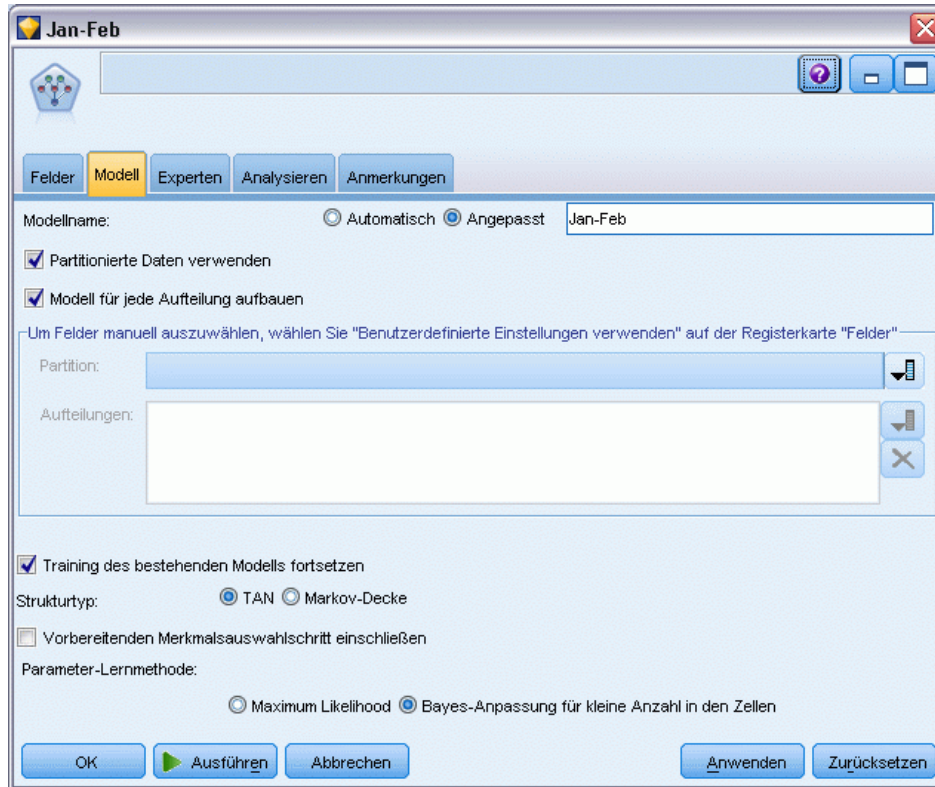 Jan-Feb
Felder Modell Experten Analysieren Anmerkungen
Modellname: Automatisch Angepasst Jan-Feb
Partitionierte Daten verwenden
Modell für jede Aufteilung aufbauen
Um Felder manuell auszuwählen, wählen Sie "Benutzerdefinierte Einstellungen verwenden" auf der Registerkarte "Felder"
Partition:
Aufteilungen:
Training des bestehenden Modells fortsetzen
Strukturtyp: TAN Markov-Decke
Vorbereitenden Merkmalsauswahlschritt einschließen
Parameter-Lernmethode:
Maximum Likelihood Bayes-Anpassung für kleine Anzahl in den Zellen
OK Ausführen Abbrechen Anwenden Zurücksetzen